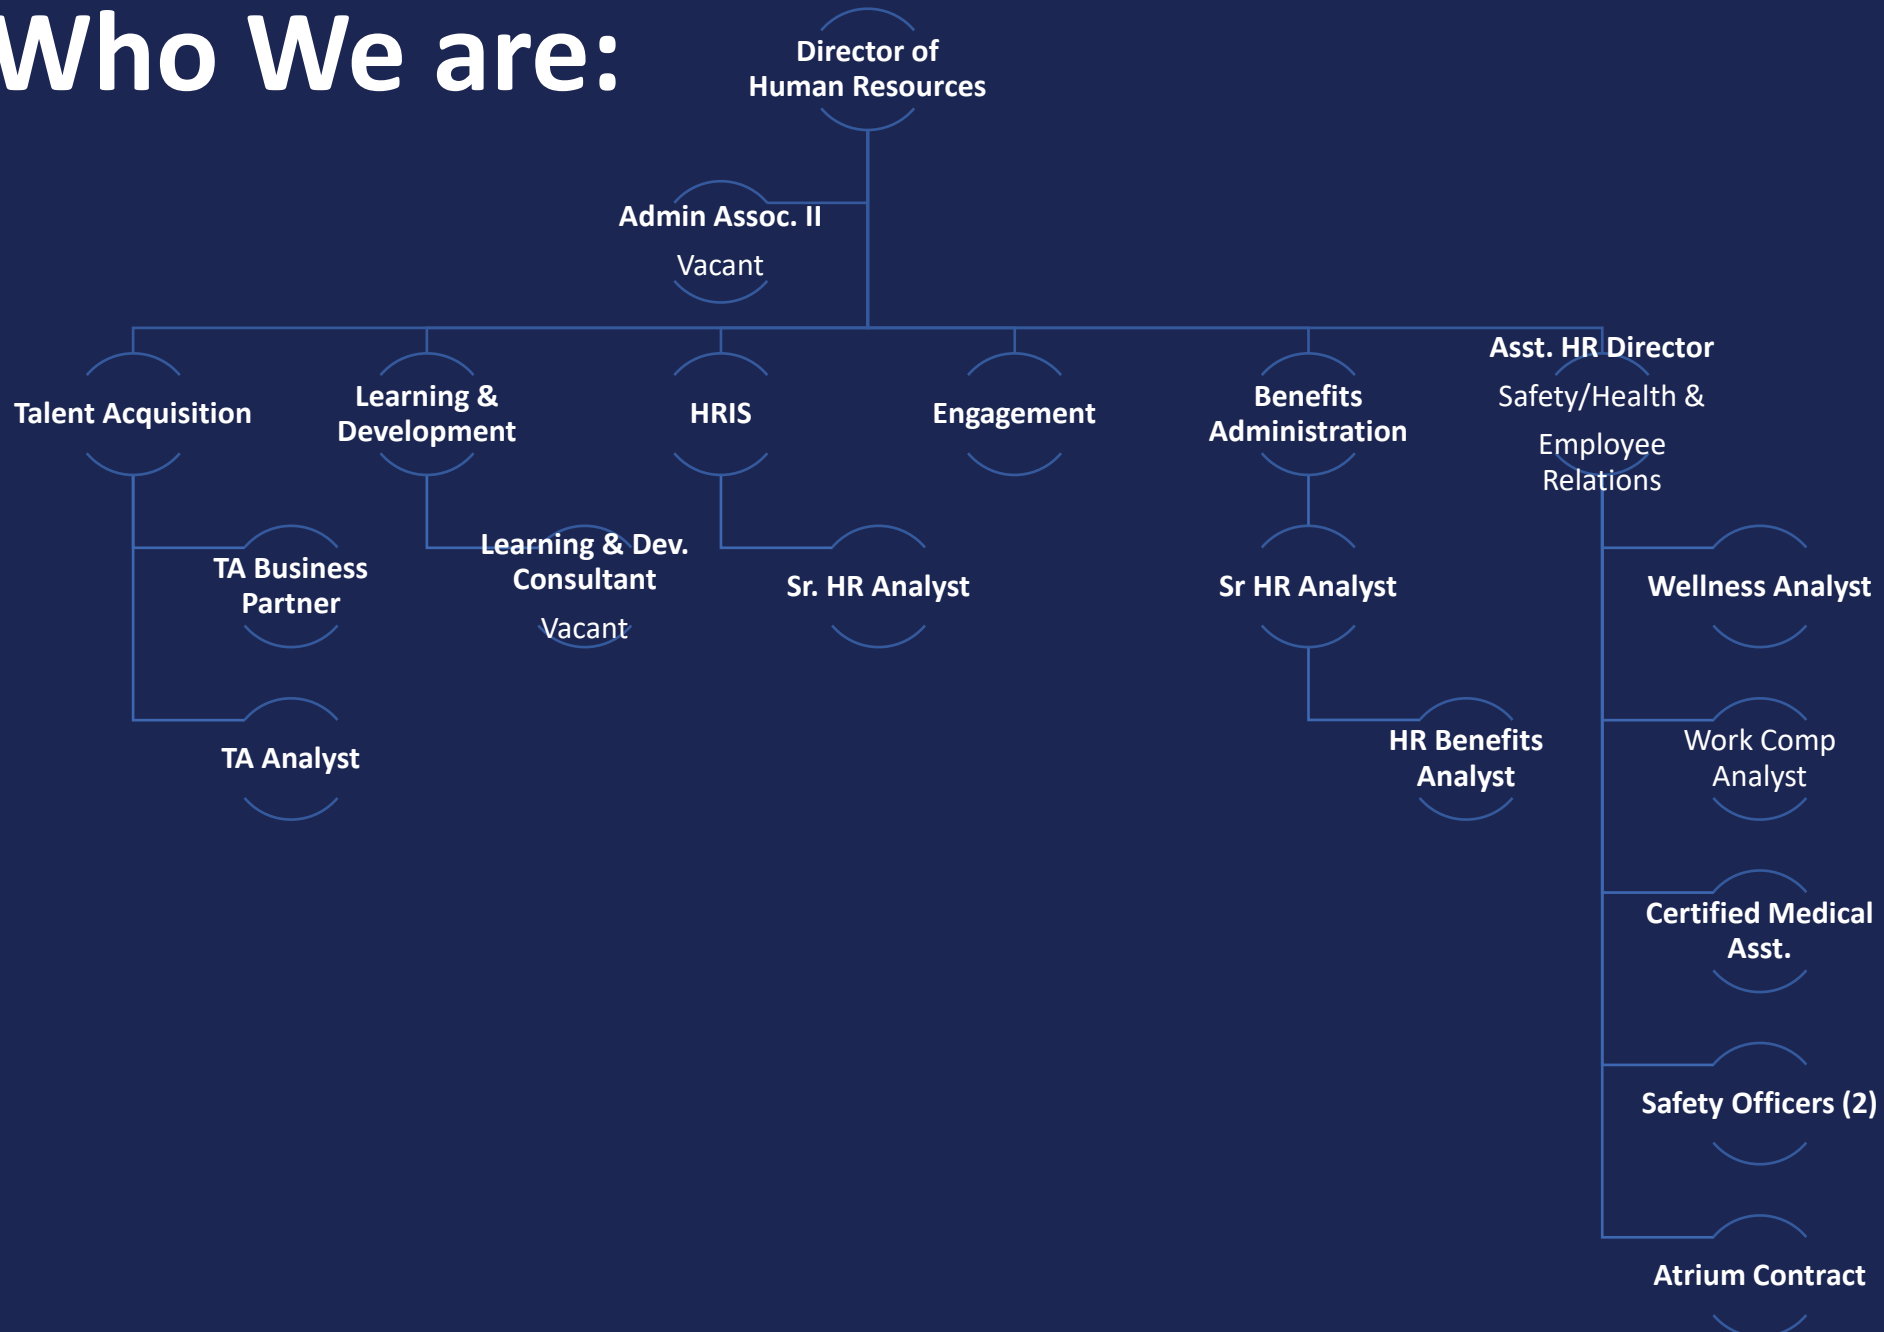 Who We are:
Director of
Human Resources
Admin Assoc. II
Vacant
Talent Acquisition
Learning &
Development
HRIS
Engagement
Benefits
Administration
Asst. HR Director
Safety/Health &
Employee
Relations
TA Business
Partner
Learning & Dev.
Consultant
Vacant
Sr. HR Analyst
Sr HR Analyst
Wellness Analyst
TA Analyst
HR Benefits
Analyst
Work Comp
Analyst
Certified Medical
Asst.
Safety Officers (2)
Atrium Contract